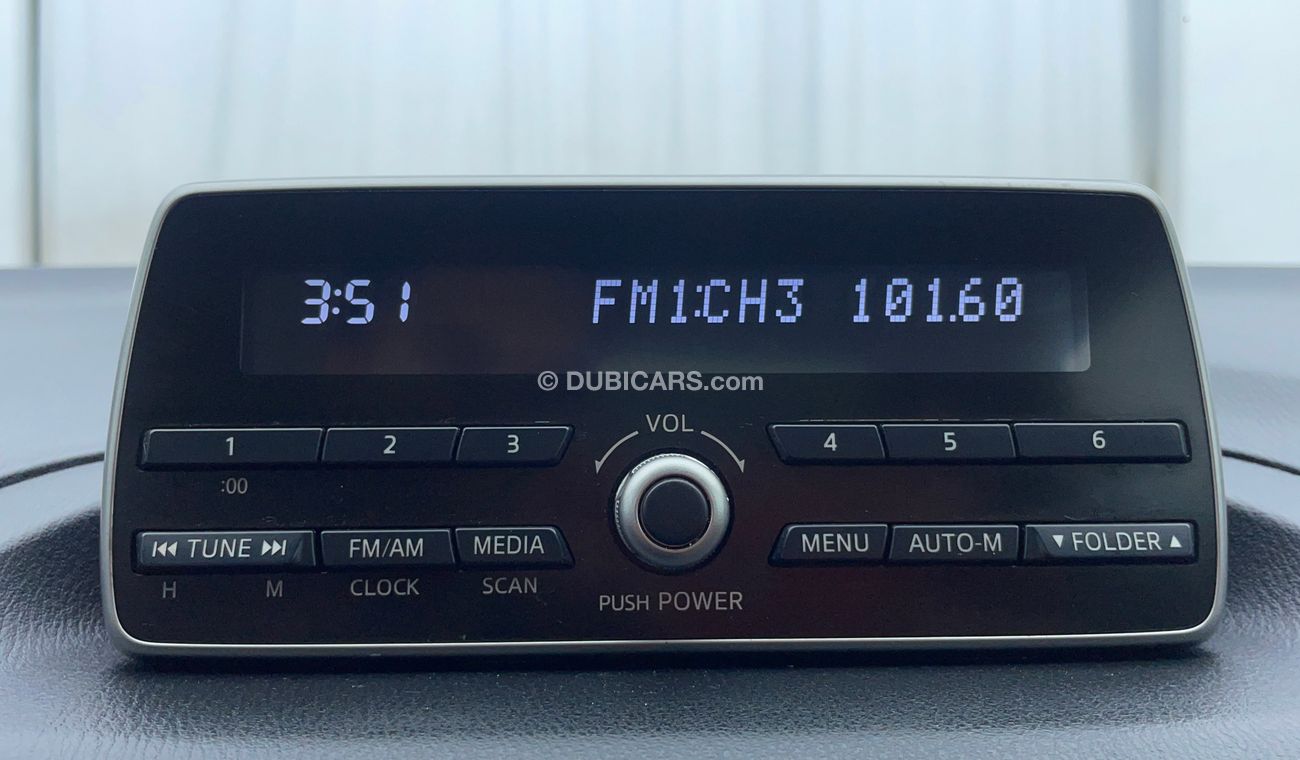 3:51 FM1:CH3 101.60
© DUBICARS.com
VOL
1 2 3 4 5 6
:00
⏮ TUNE ⏭ FM/AM MEDIA MENU AUTO-M ▼ FOLDER ▲
H M CLOCK SCAN
PUSH POWER